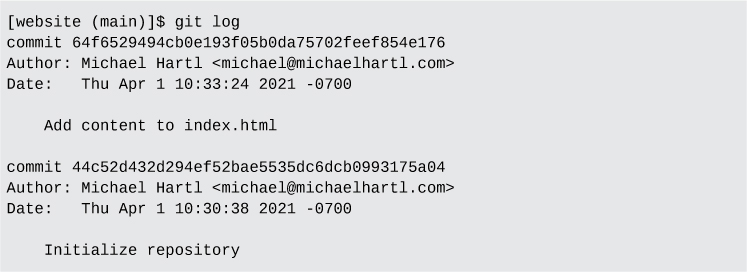 [website (main)]$ git log
commit 64f6529494cb0e193f05b0da75702feef854e176
Author: Michael Hartl <michael@michaelhartl.com>
Date:   Thu Apr 1 10:33:24 2021 -0700
    Add content to index.html
commit 44c52d432d294ef52bae5535dc6dcb0993175a04
Author: Michael Hartl <michael@michaelhartl.com>
Date:   Thu Apr 1 10:30:38 2021 -0700
    Initialize repository